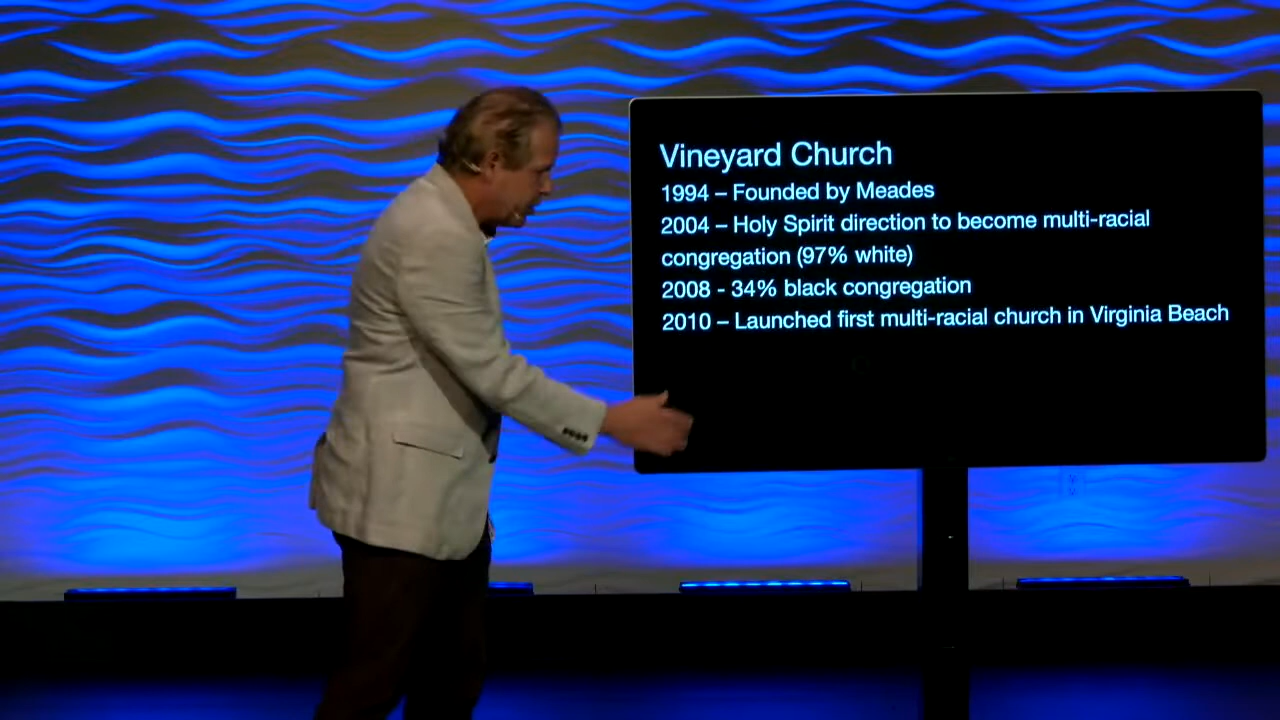 Vineyard Church
1994 – Founded by Meades
2004 – Holy Spirit direction to become multi-racial
congregation (97% white)
2008 - 34% black congregation
2010 – Launched first multi-racial church in Virginia Beach